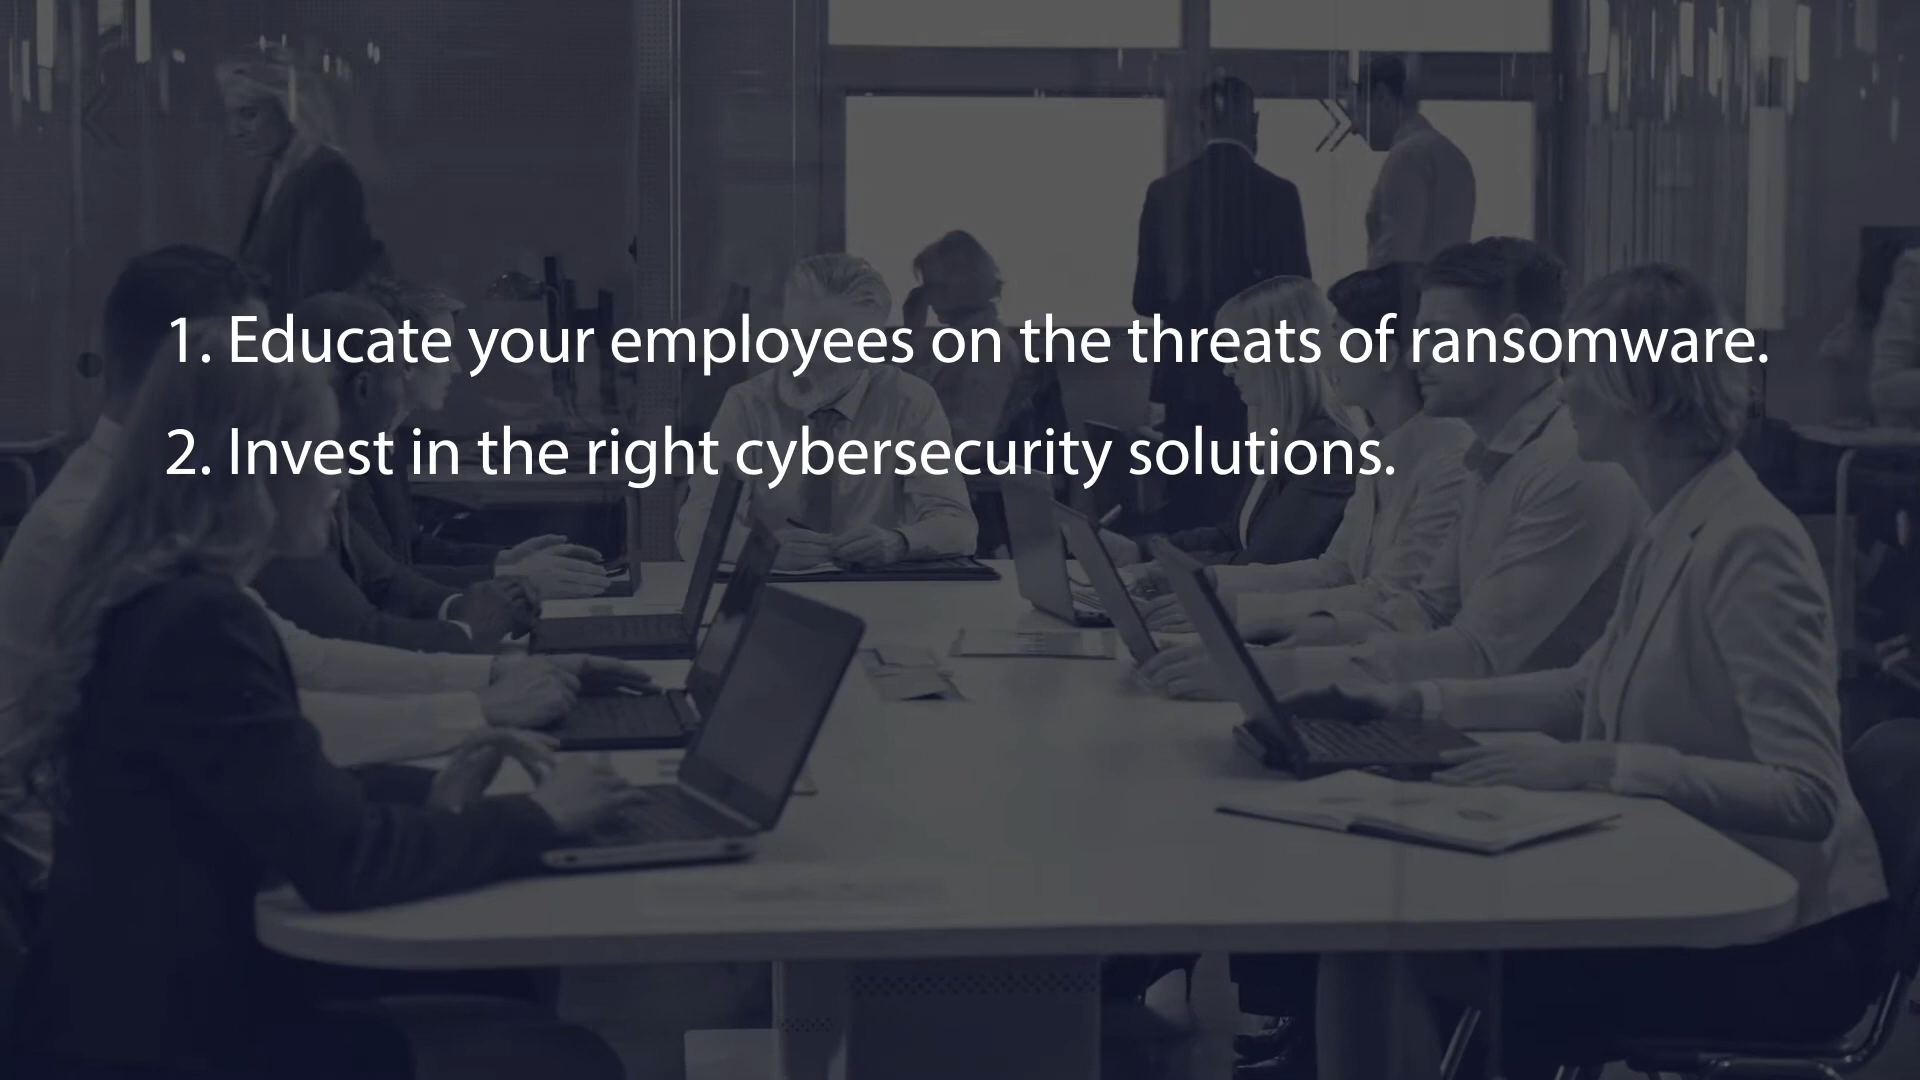 1. Educate your employees on the threats of ransomware.
2. Invest in the right cybersecurity solutions.